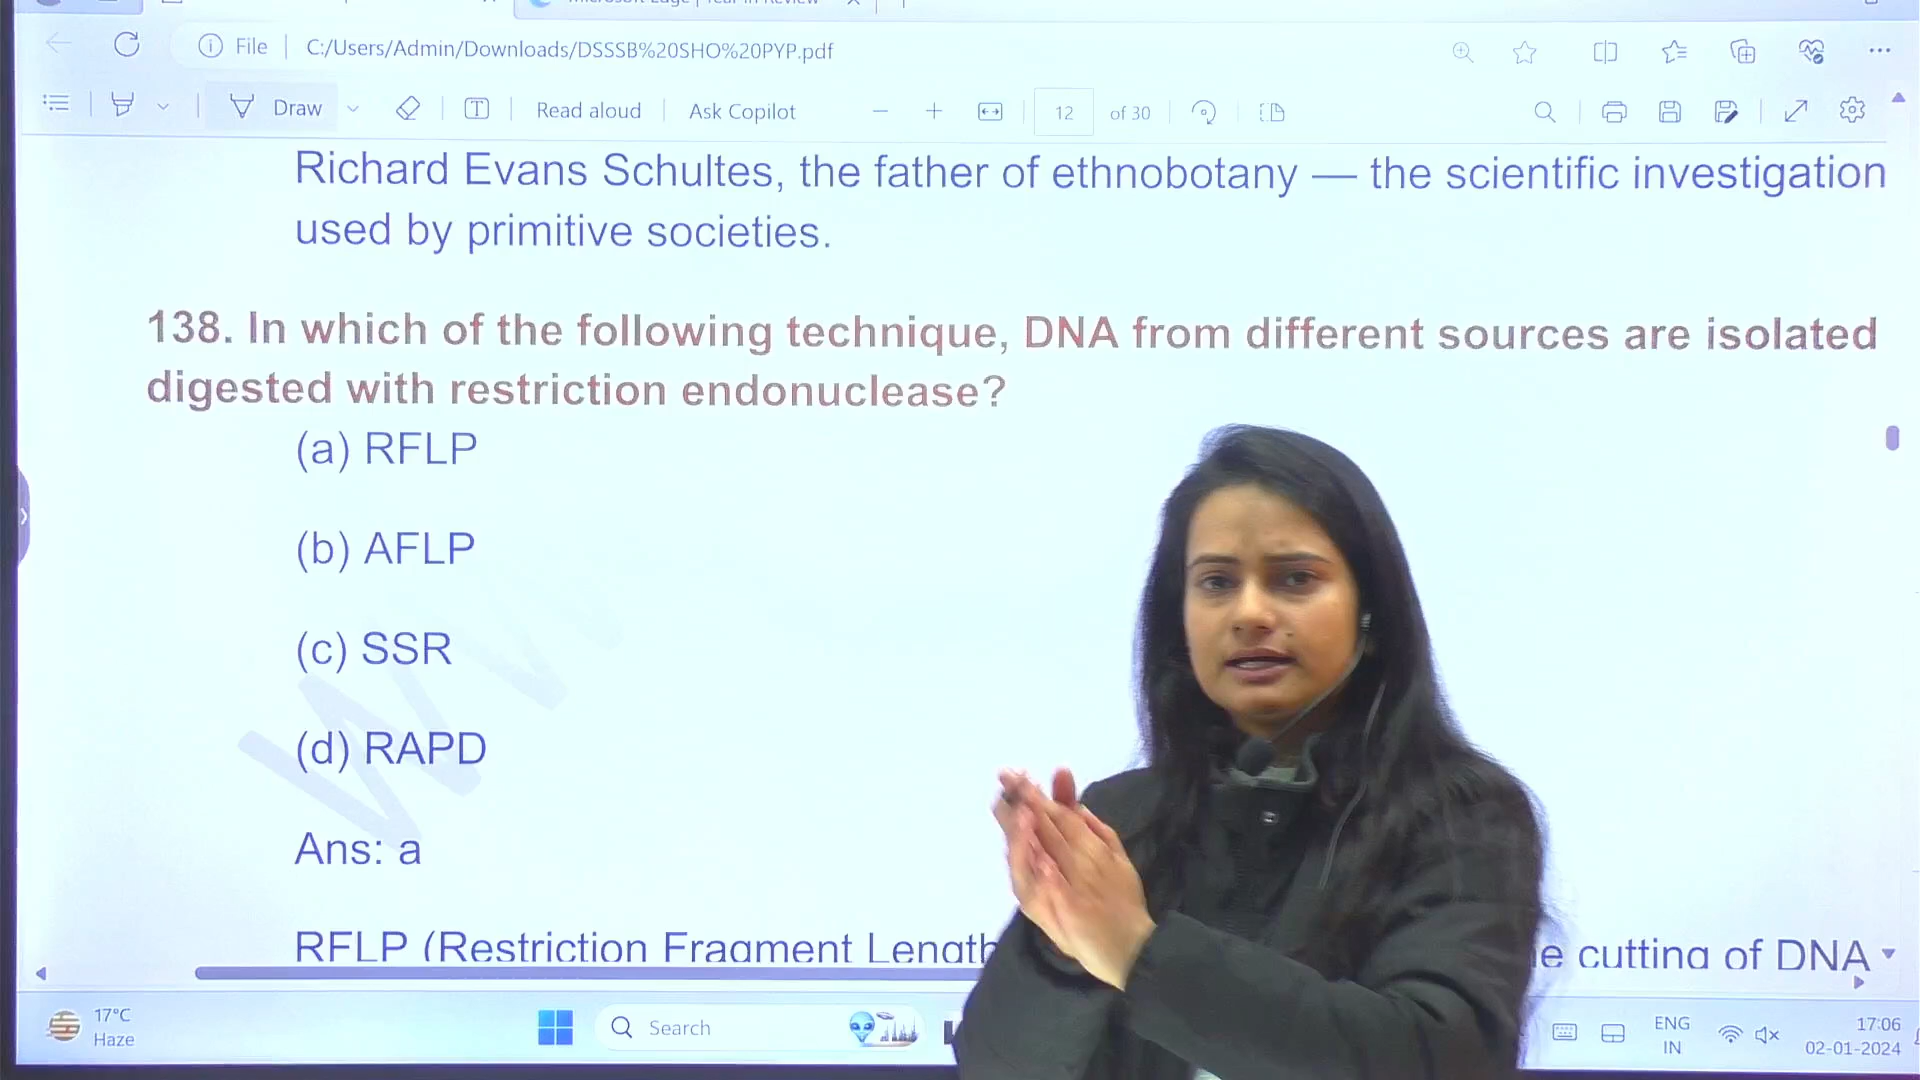 File
C:/Users/Admin/Downloads/DSSSB%20SHO%20PYP.pdf
Draw
Read aloud
Ask Copilot
12
of 30
Richard Evans Schultes, the father of ethnobotany — the scientific investigation
used by primitive societies.
138. In which of the following technique, DNA from different sources are isolated
digested with restriction endonuclease?
(a) RFLP
(b) AFLP
(c) SSR
(d) RAPD
Ans: a
RFLP (Restriction Fragment Length
cutting of DNA
17°C
Haze
Search
ENG
IN
17:06
02-01-2024